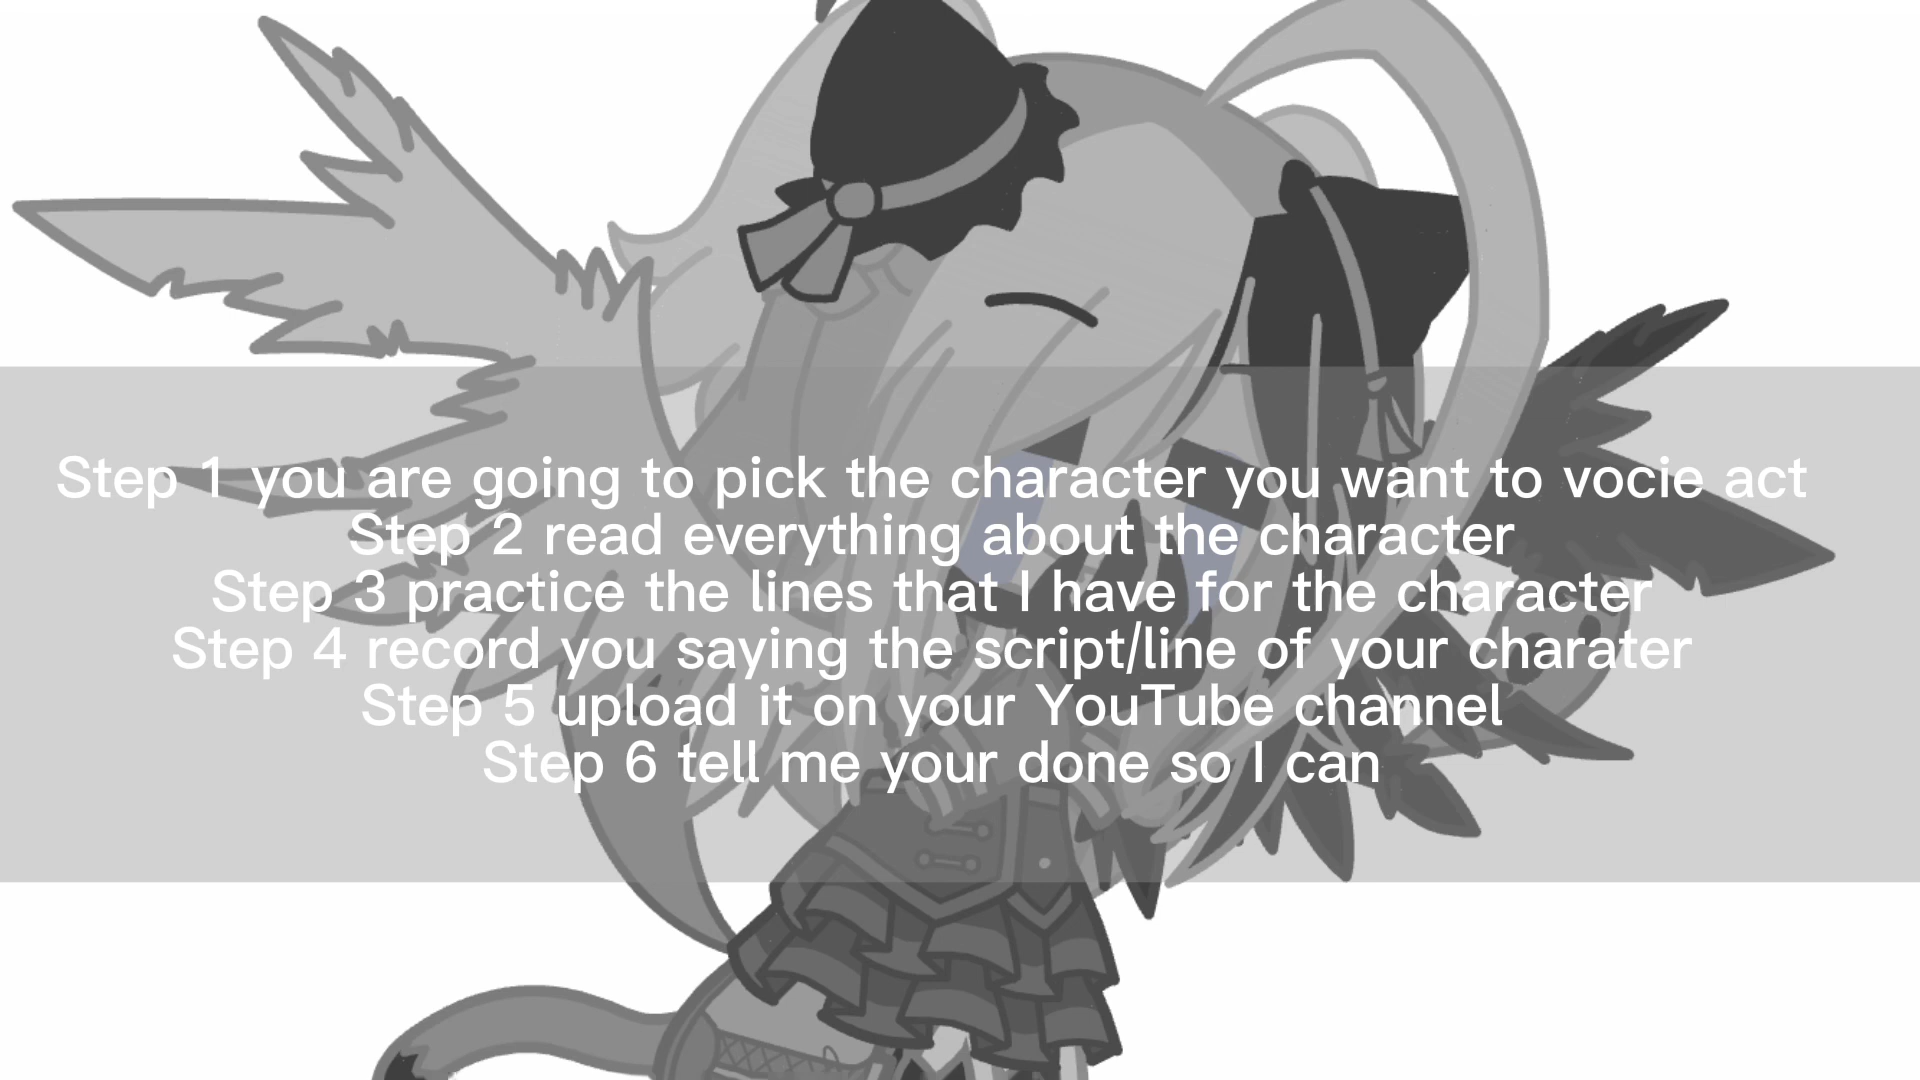 Step 1 you are going to pick the character you want to vocie act
Step 2 read everything about the character
Step 3 practice the lines that I have for the character
Step 4 record you saying the script/line of your charater
Step 5 upload it on your YouTube channel
Step 6 tell me your done so I can